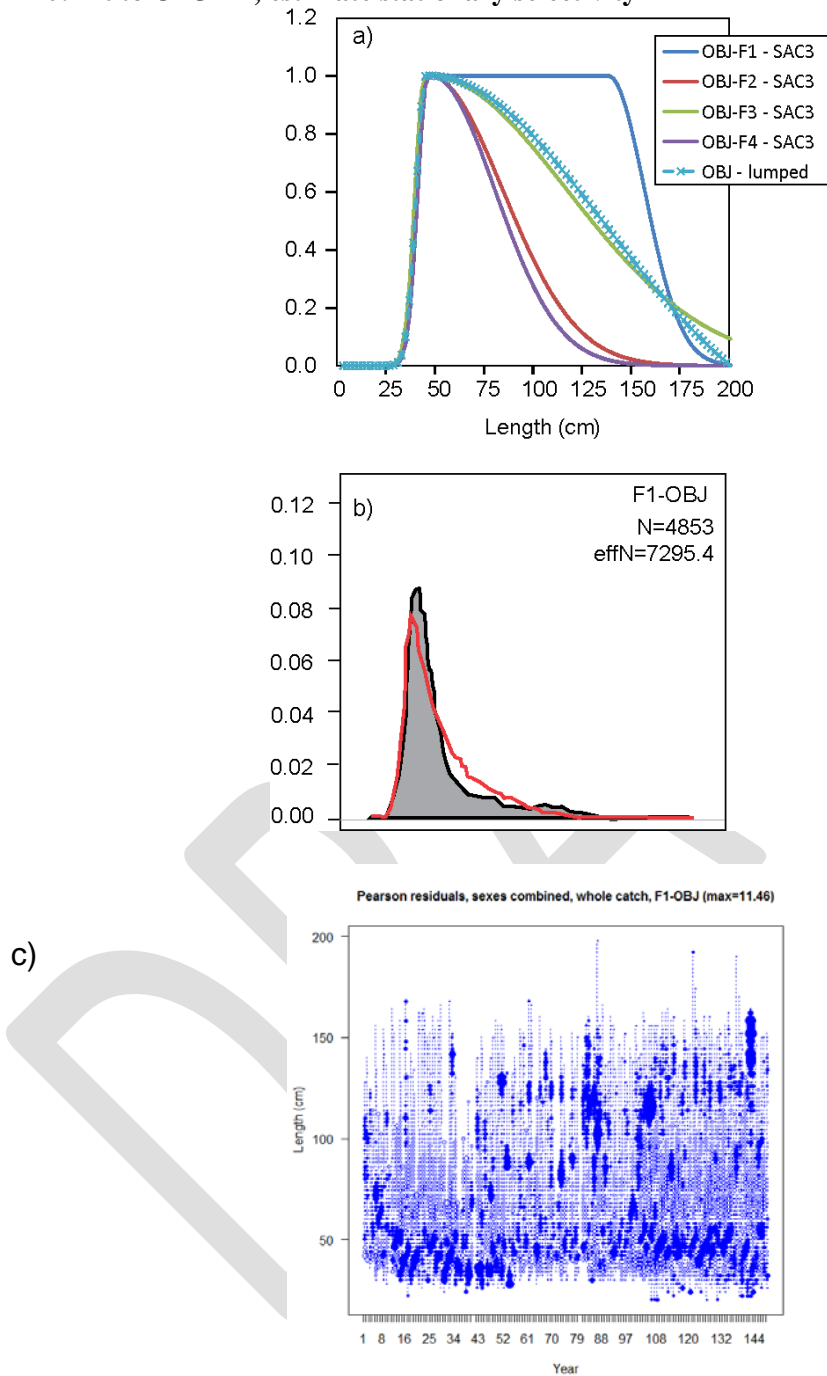 a)
1.2
1.0
0.8
0.6
0.4
0.2
0.0
OBJ-F1 - SAC3
OBJ-F2 - SAC3
OBJ-F3 - SAC3
OBJ-F4 - SAC3
OBJ - lumped
0 25 50 75 100 125 150 175 200
Length (cm)
b)
F1-OBJ
N=4853
effN=7295.4
0.12
0.10
0.08
0.06
0.04
0.02
0.00
Pearson residuals, sexes combined, whole catch, F1-OBJ (max=11.46)
c)
200
150
100
50
Length (cm)
1 8 16 25 34 43 52 61 70 79 88 97 108 120 132 144
Year